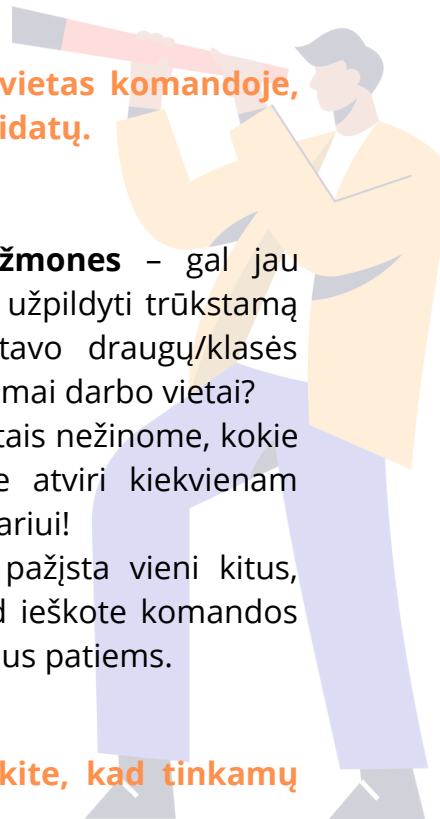 vietas komandoje,
idatų.
žmones – gal jau
užpildyti trūkstamą
tavo draugų/klasės
mai darbo vietai?
tais nežinome, kokie
e atviri kiekvienam
ariui!
pažįsta vieni kitus,
d ieškote komandos
us patiems.
kite, kad tinkamų